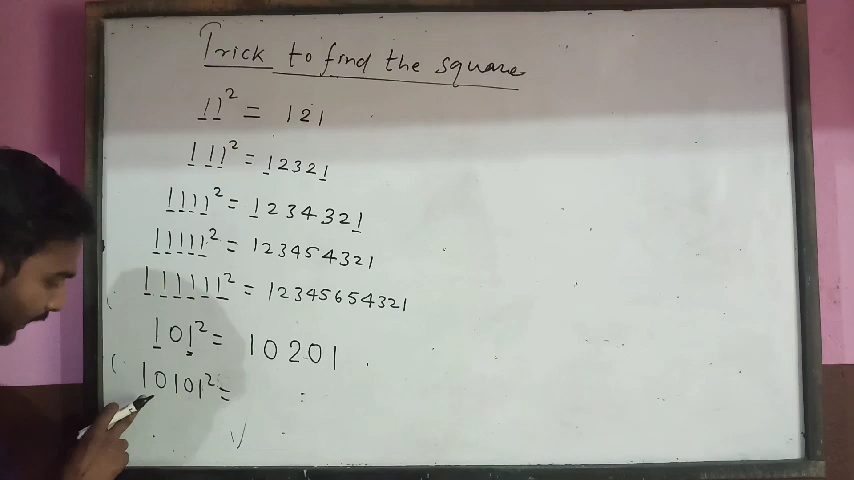 Trick to find the square
11² = 121
111² = 12321
1111² = 1234321
11111² = 123454321
111111² = 12345654321
101² = 10201
10101² =